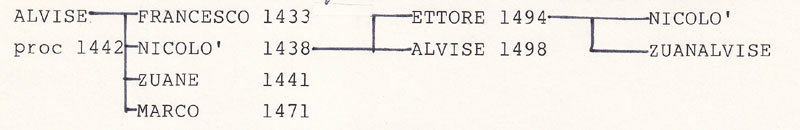 ALVISE FRANCESCO 1433 ETTORE 1494 NICOLO'
proc 1442 NICOLO' 1438 ALVISE 1498 ZUANALVISE
ZUANE 1441
MARCO 1471